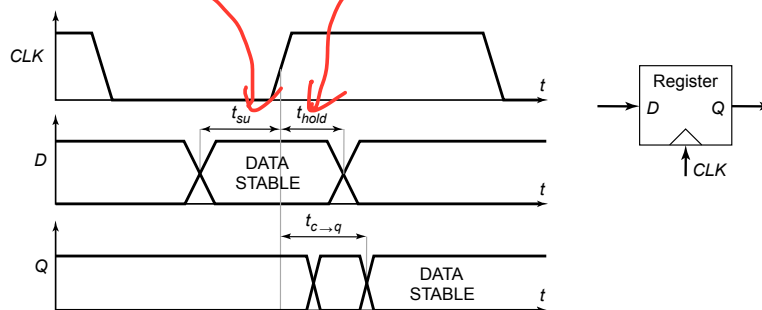 CLK
t
t_su
t_hold
D
DATA
STABLE
t
t_c→q
Q
DATA
STABLE
t
Register
D Q
CLK